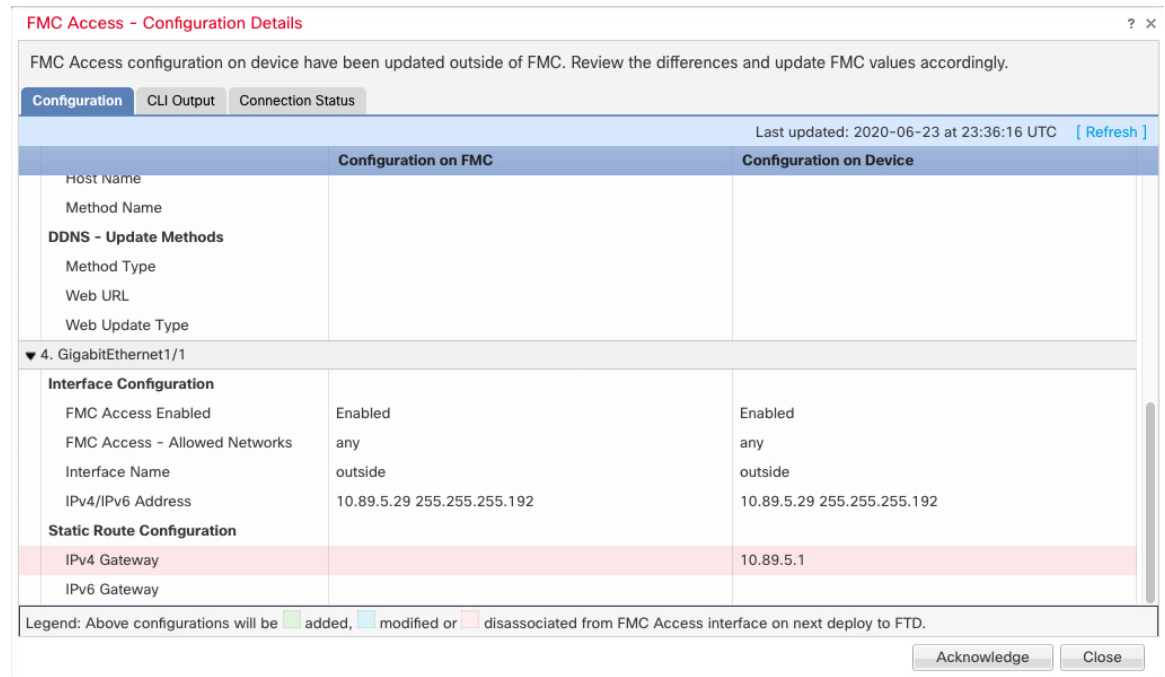 FMC Access - Configuration Details ? ×
FMC Access configuration on device have been updated outside of FMC. Review the differences and update FMC values accordingly.
Configuration CLI Output Connection Status
Last updated: 2020-06-23 at 23:36:16 UTC [ Refresh ]
Configuration on FMC Configuration on Device
Host Name
Method Name
DDNS - Update Methods
Method Type
Web URL
Web Update Type
4. GigabitEthernet1/1
Interface Configuration
FMC Access Enabled Enabled Enabled
FMC Access - Allowed Networks any any
Interface Name outside outside
IPv4/IPv6 Address 10.89.5.29 255.255.255.192 10.89.5.29 255.255.255.192
Static Route Configuration
IPv4 Gateway 10.89.5.1
IPv6 Gateway
Legend: Above configurations will be added, modified or disassociated from FMC Access interface on next deploy to FTD.
Acknowledge Close